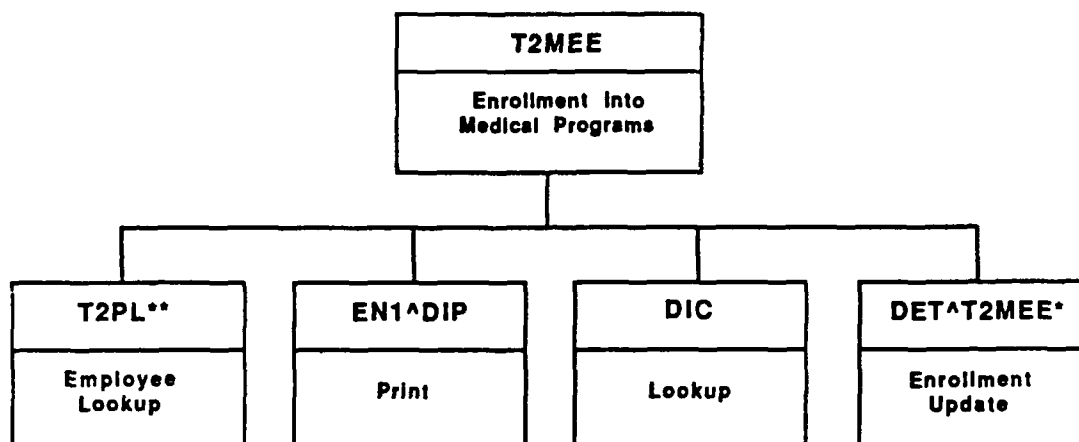 T2MEE
Enrollment Into
Medical Programs
T2PL**
EN1^DIP
DIC
DET^T2MEE*
Employee
Lookup
Print
Lookup
Enrollment
Update